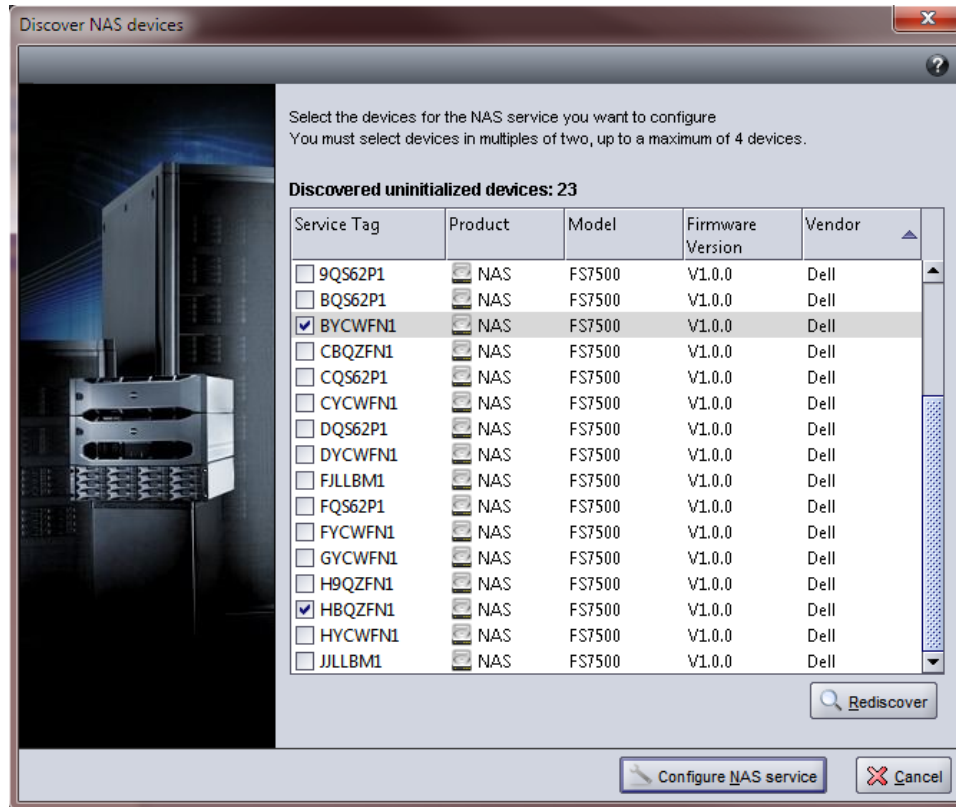 Discover NAS devices
Select the devices for the NAS service you want to configure
You must select devices in multiples of two, up to a maximum of 4 devices.
Discovered uninitialized devices: 23
Service Tag Product Model Firmware Version Vendor
9QS62P1 NAS FS7500 V1.0.0 Dell
BQS62P1 NAS FS7500 V1.0.0 Dell
BYCWFN1 NAS FS7500 V1.0.0 Dell
CBQZFN1 NAS FS7500 V1.0.0 Dell
CQS62P1 NAS FS7500 V1.0.0 Dell
CYCWFN1 NAS FS7500 V1.0.0 Dell
DQS62P1 NAS FS7500 V1.0.0 Dell
DYCWFN1 NAS FS7500 V1.0.0 Dell
FJLLBM1 NAS FS7500 V1.0.0 Dell
FQS62P1 NAS FS7500 V1.0.0 Dell
FYCWFN1 NAS FS7500 V1.0.0 Dell
GYCWFN1 NAS FS7500 V1.0.0 Dell
H9QZFN1 NAS FS7500 V1.0.0 Dell
HBQZFN1 NAS FS7500 V1.0.0 Dell
HYCWFN1 NAS FS7500 V1.0.0 Dell
JJLLBM1 NAS FS7500 V1.0.0 Dell
Rediscover
Configure NAS service Cancel